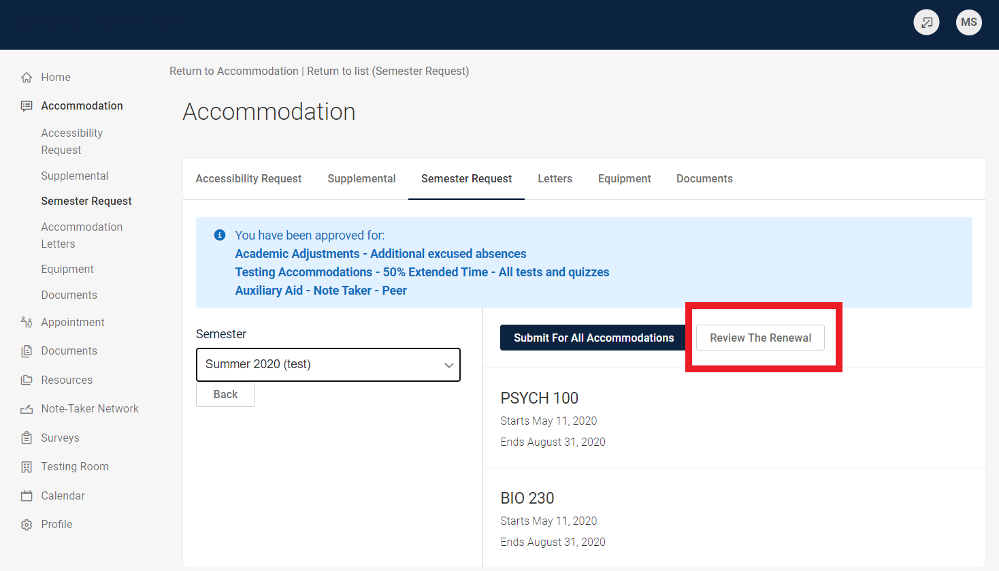 MS
Home
Accommodation
Accessibility
Request
Supplemental
Semester Request
Accommodation
Letters
Equipment
Documents
Appointment
Documents
Resources
Note-Taker Network
Surveys
Testing Room
Calendar
Profile
Return to Accommodation | Return to list (Semester Request)
Accommodation
Accessibility Request Supplemental Semester Request Letters Equipment Documents
You have been approved for:
Academic Adjustments - Additional excused absences
Testing Accommodations - 50% Extended Time - All tests and quizzes
Auxiliary Aid - Note Taker - Peer
Semester
Summer 2020 (test)
Back
Submit For All Accommodations Review The Renewal
PSYCH 100
Starts May 11, 2020
Ends August 31, 2020
BIO 230
Starts May 11, 2020
Ends August 31, 2020